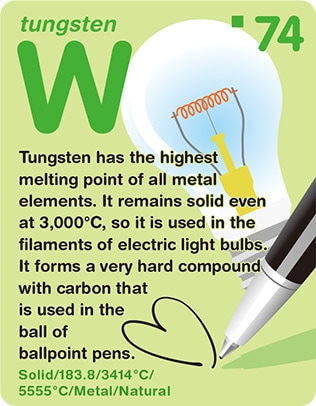 tungsten
W
74
Tungsten has the highest
melting point of all metal
elements. It remains solid even
at 3,000°C, so it is used in the
filaments of electric light bulbs.
It forms a very hard compound
with carbon that
is used in the
ball of
ballpoint pens.
Solid/183.8/3414°C/
5555°C/Metal/Natural